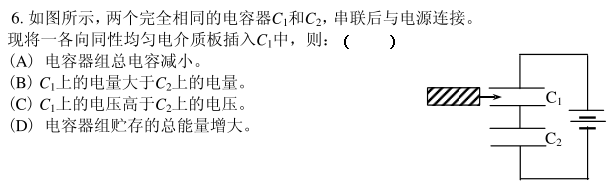 6. 如图所示，两个完全相同的电容器C₁和C₂，串联后与电源连接。
现将一各向同性均匀电介质板插入C₁中，则：(    )
(A) 电容器组总电容减小。
(B) C₁上的电量大于C₂上的电量。
(C) C₁上的电压高于C₂上的电压。
(D) 电容器组贮存的总能量增大。
C₁
C₂